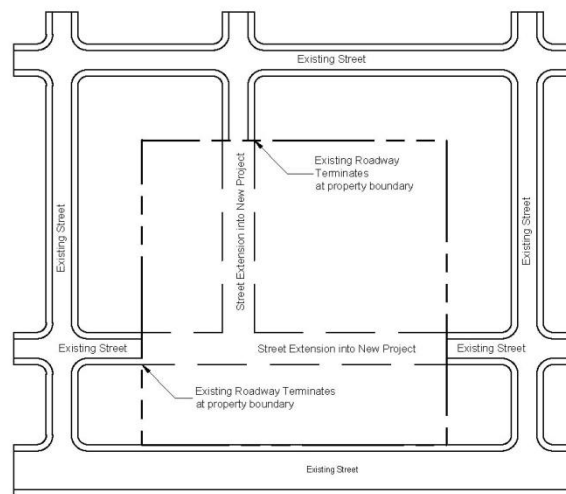 Existing Street
Existing Roadway
Terminates
at property boundary
Street Extension into New Project
Existing Street
Existing Street
Existing Street
Street Extension into New Project
Existing Street
Existing Roadway Terminates
at property boundary
Existing Street